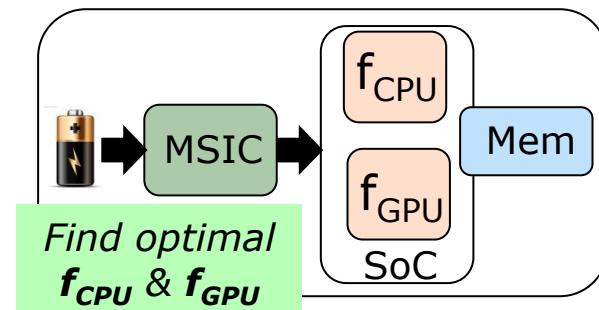 f_CPU
MSIC
Mem
f_GPU
SoC
Find optimal
f_CPU & f_GPU